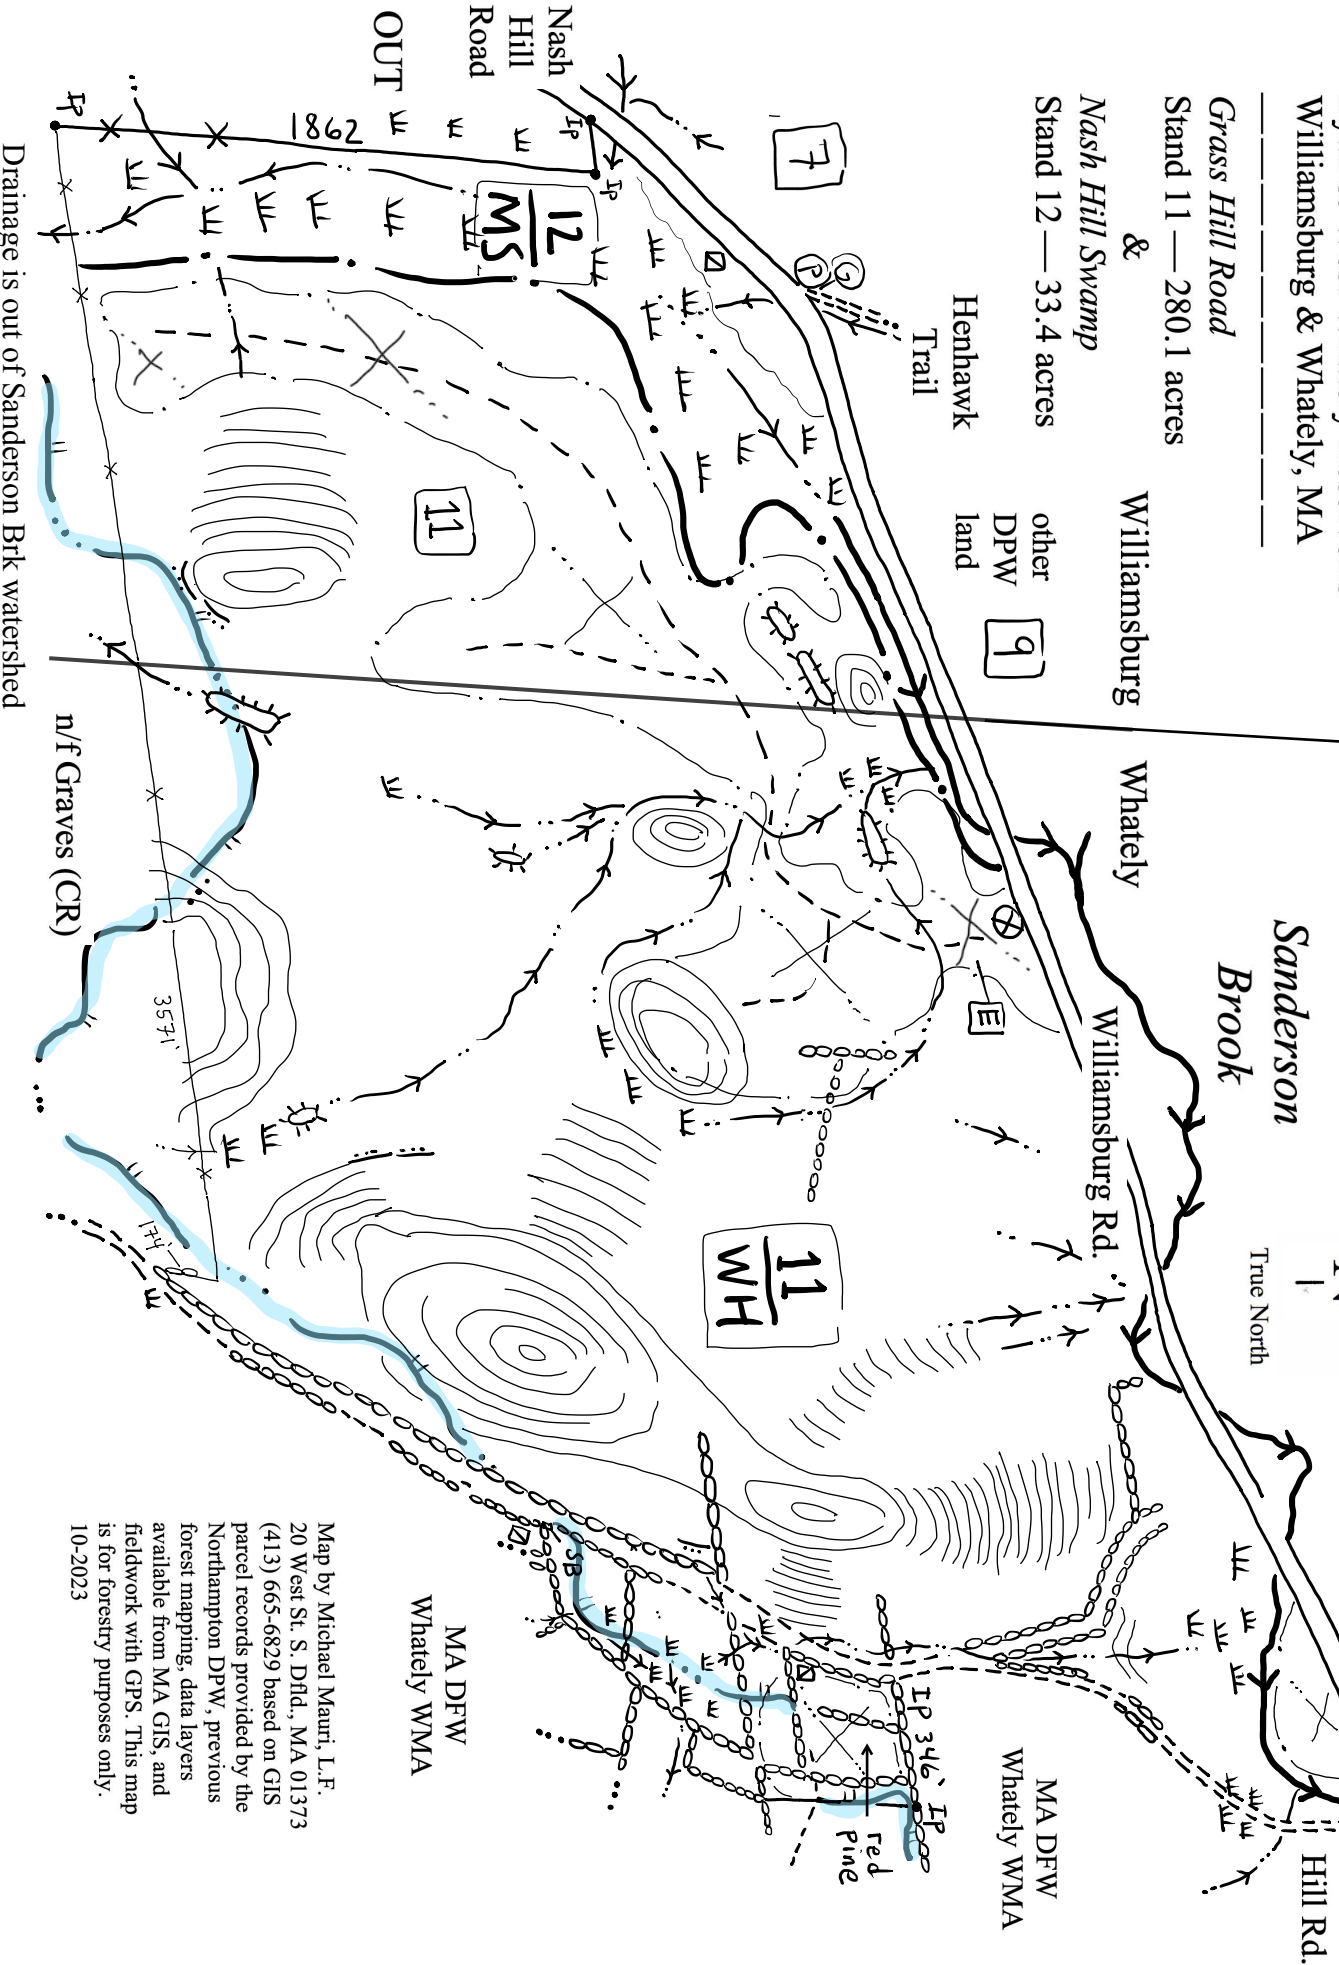 Williamsburg & Whately, MA
Grass Hill Road
Stand 11 — 280.1 acres
&
Nash Hill Swamp
Stand 12 — 33.4 acres
Nash
Hill
Road
OUT
7
G
P
Henhawk
Trail
other
DPW
land
9
Williamsburg
Whately
Sanderson
Brook
True North
Williamsburg Rd.
Hill Rd.
Ip
Ip
Ip
1862
12
MS
11
E
11
WH
3571'
174'
n/f Graves (CR)
Drainage is out of Sanderson Brk watershed
SB
IP 346'
IP
red
pine
MA DFW
Whately WMA
MA DFW
Whately WMA
Map by Michael Mauri, L.F.
20 West St. S. Dfld., MA 01373
(413) 665-6829 based on GIS
parcel records provided by the
Northampton DPW, previous
forest mapping, data layers
available from MA GIS, and
fieldwork with GPS. This map
is for forestry purposes only.
10-2023